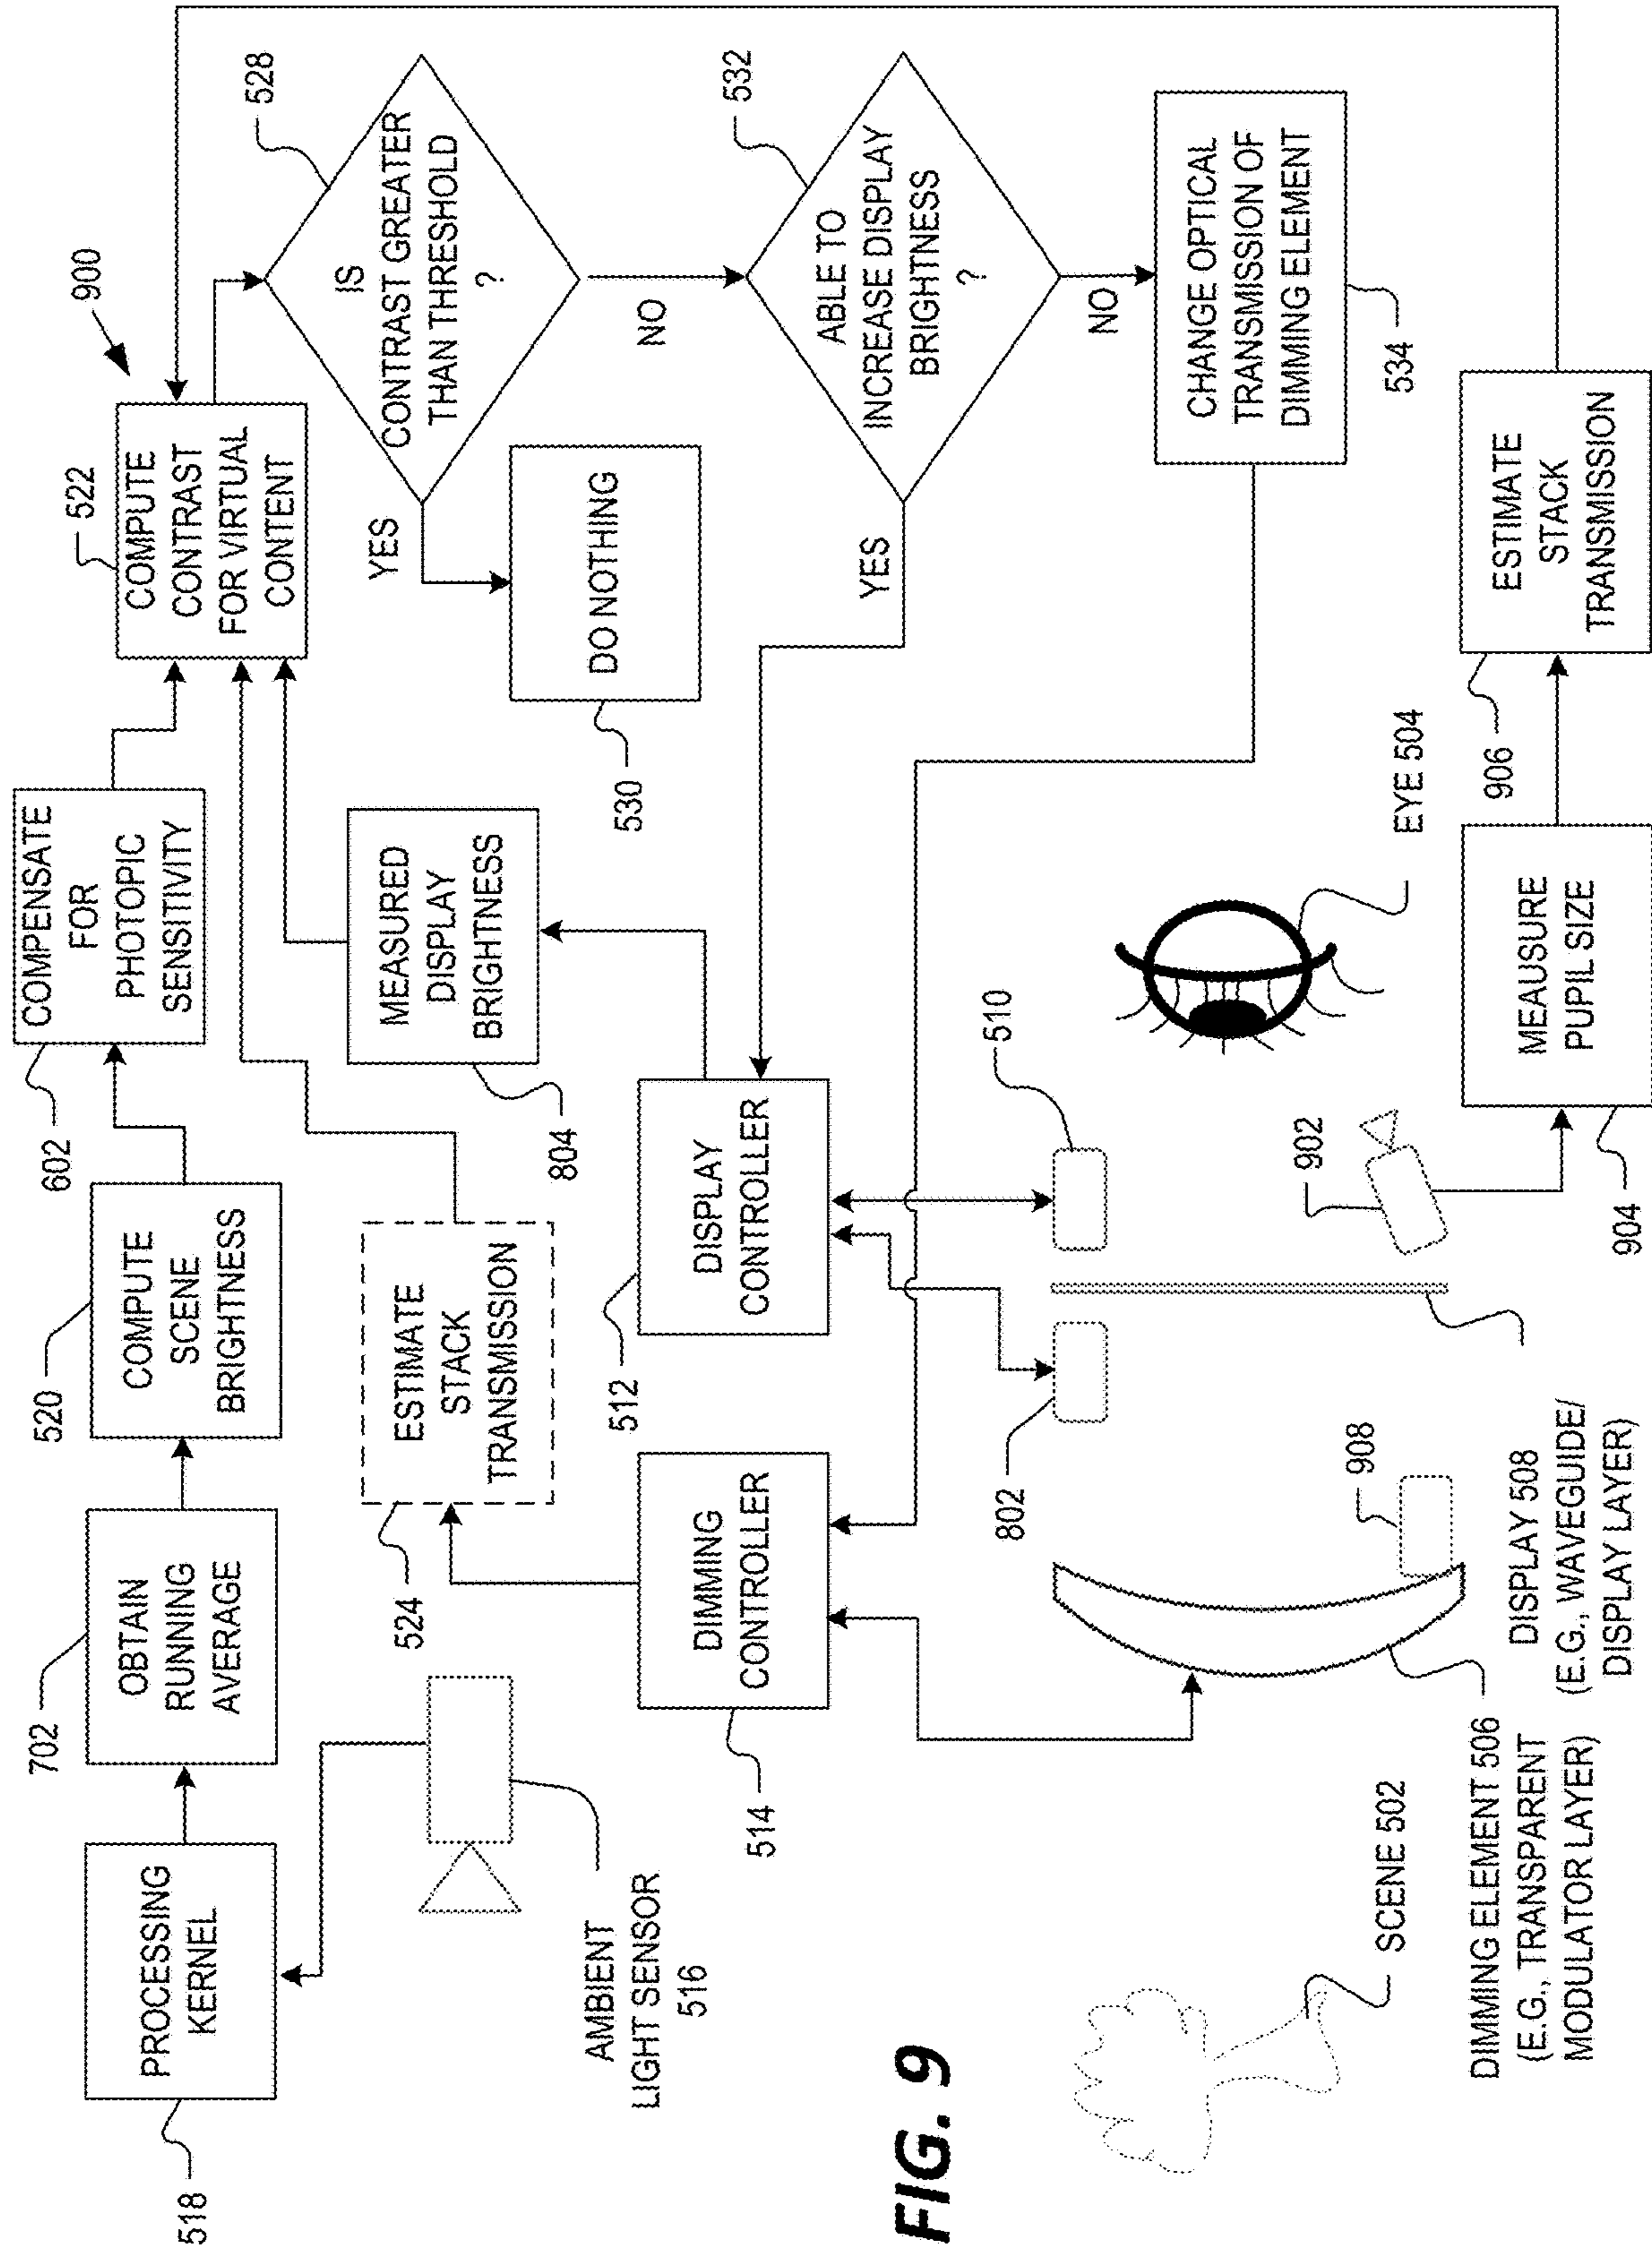 900
PROCESSING
KERNEL
518
OBTAIN
RUNNING
AVERAGE
702
COMPUTE
SCENE
BRIGHTNESS
520
COMPENSATE
FOR
PHOTOPIC
SENSITIVITY
602
COMPUTE
CONTRAST
FOR VIRTUAL
CONTENT
522
IS
CONTRAST GREATER
THAN THRESHOLD
?
528
YES
NO
DO NOTHING
530
ABLE TO
INCREASE DISPLAY
BRIGHTNESS
?
532
YES
NO
CHANGE OPTICAL
TRANSMISSION OF
DIMMING ELEMENT
534
AMBIENT
LIGHT SENSOR
516
ESTIMATE
STACK
TRANSMISSION
524
MEASURED
DISPLAY
BRIGHTNESS
804
DIMMING
CONTROLLER
514
DISPLAY
CONTROLLER
512
802
510
SCENE 502
DIMMING ELEMENT 506
(E.G., TRANSPARENT
MODULATOR LAYER)
908
DISPLAY 508
(E.G., WAVEGUIDE/
DISPLAY LAYER)
902
EYE 504
MEAUSURE
PUPIL SIZE
904
ESTIMATE
STACK
TRANSMISSION
906
FIG. 9